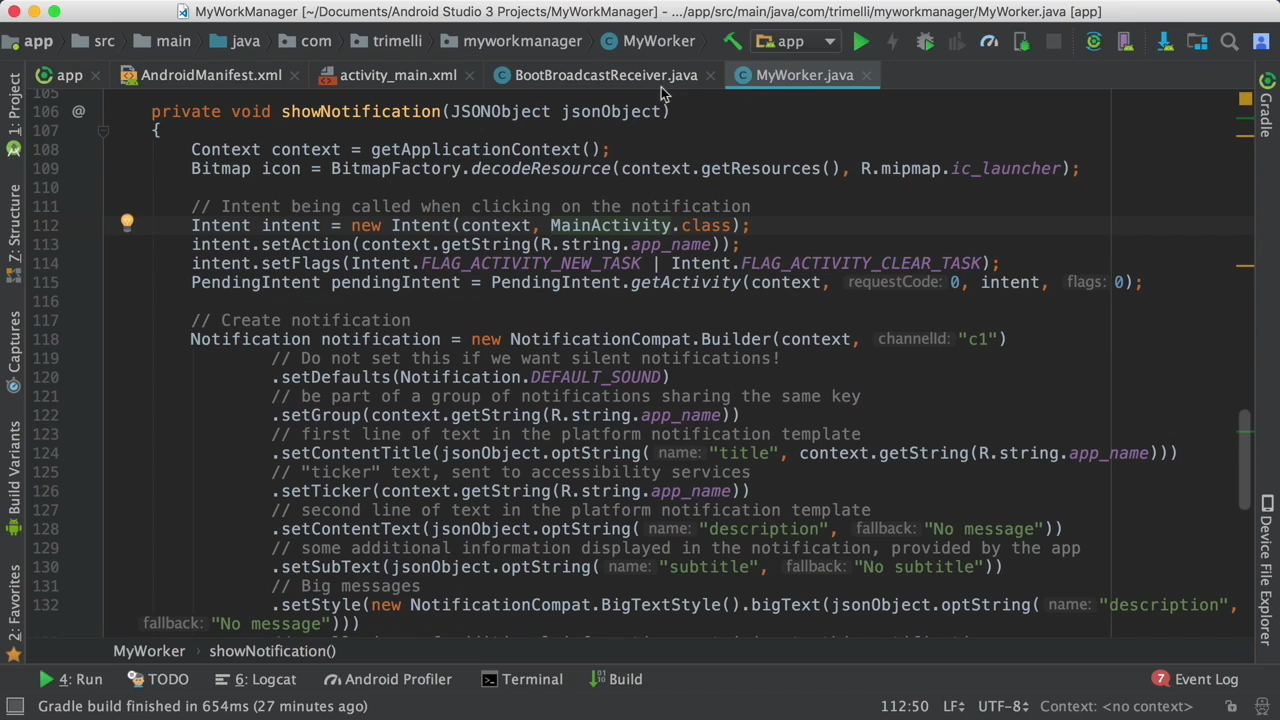 MyWorkManager [~/Documents/Android Studio 3 Projects/MyWorkManager] - .../app/src/main/java/com/trimelli/myworkmanager/MyWorker.java [app]
app src main java com trimelli myworkmanager MyWorker app
app AndroidManifest.xml activity_main.xml BootBroadcastReceiver.java MyWorker.java
1: Project
Z: Structure
Captures
Build Variants
2: Favorites
105
106 @ private void showNotification(JSONObject jsonObject)
107 {
108 Context context = getApplicationContext();
109 Bitmap icon = BitmapFactory.decodeResource(context.getResources(), R.mipmap.ic_launcher);
110
111 // Intent being called when clicking on the notification
112 Intent intent = new Intent(context, MainActivity.class);
113 intent.setAction(context.getString(R.string.app_name));
114 intent.setFlags(Intent.FLAG_ACTIVITY_NEW_TASK | Intent.FLAG_ACTIVITY_CLEAR_TASK);
115 PendingIntent pendingIntent = PendingIntent.getActivity(context, requestCode: 0, intent, flags: 0);
116
117 // Create notification
118 Notification notification = new NotificationCompat.Builder(context, channelId: "c1")
119 // Do not set this if we want silent notifications!
120 .setDefaults(Notification.DEFAULT_SOUND)
121 // be part of a group of notifications sharing the same key
122 .setGroup(context.getString(R.string.app_name))
123 // first line of text in the platform notification template
124 .setContentTitle(jsonObject.optString( name: "title", context.getString(R.string.app_name)))
125 // "ticker" text, sent to accessibility services
126 .setTicker(context.getString(R.string.app_name))
127 // second line of text in the platform notification template
128 .setContentText(jsonObject.optString( name: "description", fallback: "No message"))
129 // some additional information displayed in the notification, provided by the app
130 .setSubText(jsonObject.optString( name: "subtitle", fallback: "No subtitle"))
131 // Big messages
132 .setStyle(new NotificationCompat.BigTextStyle().bigText(jsonObject.optString( name: "description",
fallback: "No message")))
Gradle
Device File Explorer
MyWorker showNotification()
4: Run TODO 6: Logcat Android Profiler Terminal Build 7 Event Log
Gradle build finished in 654ms (27 minutes ago) 112:50 LF÷ UTF-8÷ Context: <no context>